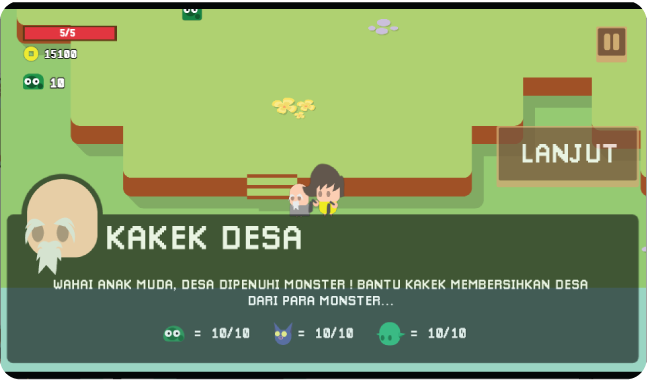 5/5
15100
10
LANJUT
KAKEK DESA
WAHAI ANAK MUDA, DESA DIPENUHI MONSTER ! BANTU KAKEK MEMBERSIHKAN DESA
DARI PARA MONSTER...
= 10/10 = 10/10 = 10/10